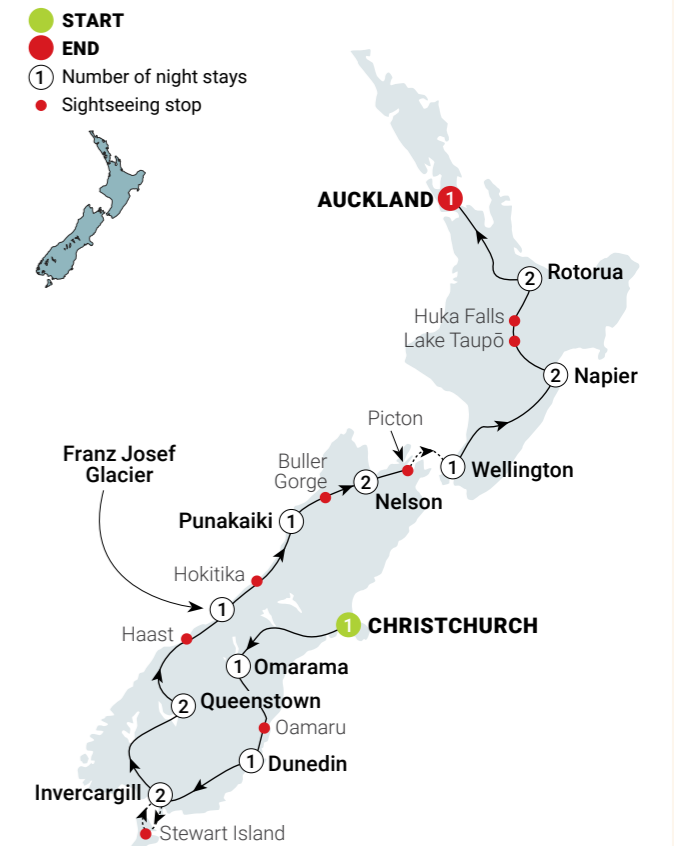 START
END
1 Number of night stays
Sightseeing stop
AUCKLAND 1
2 Rotorua
Huka Falls
Lake Taupō
2 Napier
Picton
1 Wellington
Franz Josef
Glacier
Buller
Gorge
2
Nelson
Punakaiki 1
Hokitika
1
Haast
1 CHRISTCHURCH
1 Omarama
2 Queenstown
Oamaru
1 Dunedin
Invercargill 2
Stewart Island